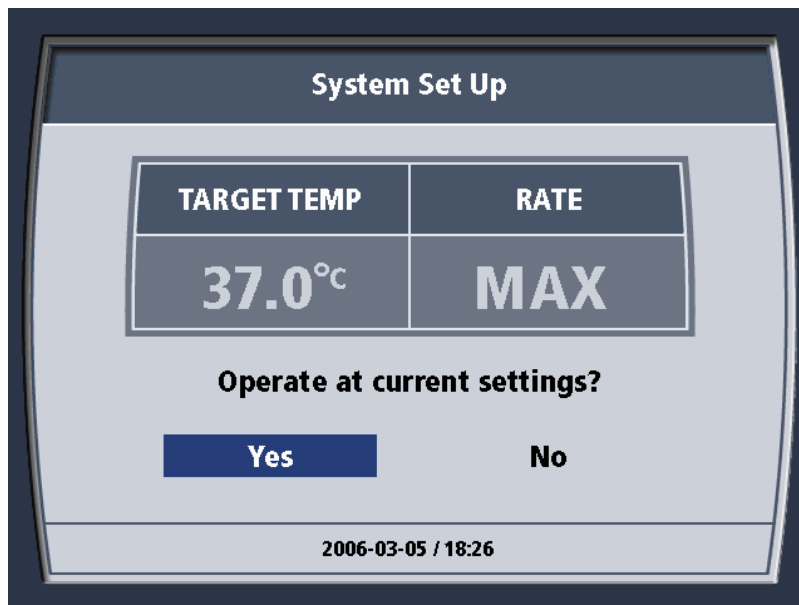 System Set Up
TARGET TEMP RATE
37.0°C MAX
Operate at current settings?
Yes No
2006-03-05 / 18:26